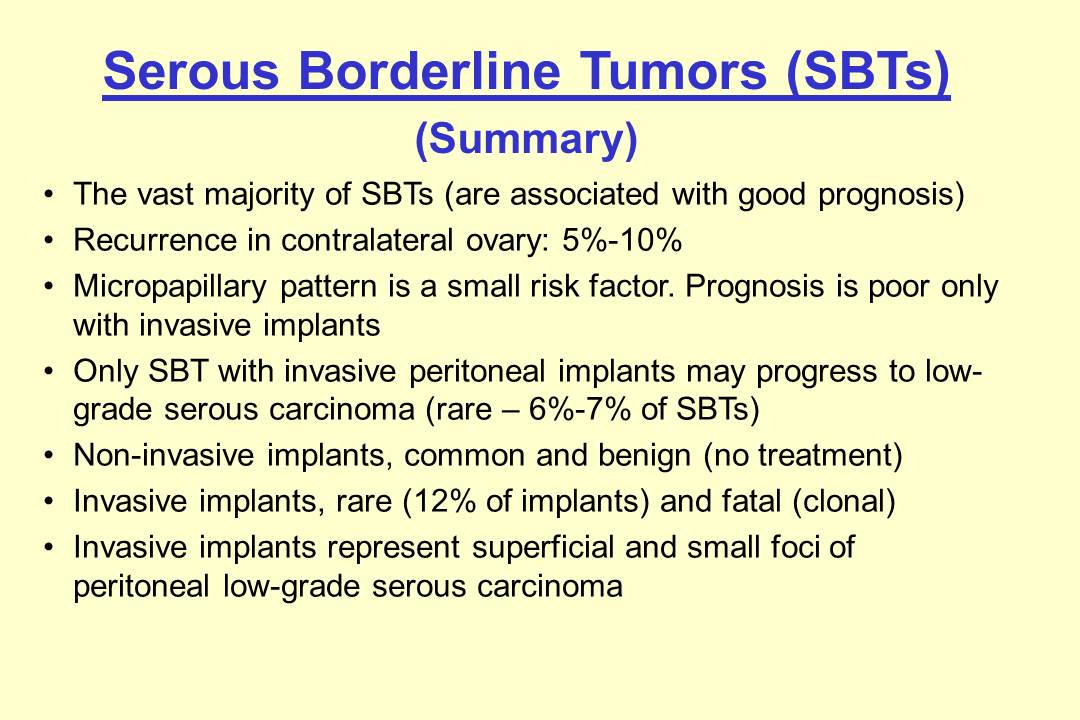 Serous Borderline Tumors (SBTs)
(Summary)
• The vast majority of SBTs (are associated with good prognosis)
• Recurrence in contralateral ovary: 5%-10%
• Micropapillary pattern is a small risk factor. Prognosis is poor only
with invasive implants
• Only SBT with invasive peritoneal implants may progress to low-
grade serous carcinoma (rare – 6%-7% of SBTs)
• Non-invasive implants, common and benign (no treatment)
• Invasive implants, rare (12% of implants) and fatal (clonal)
• Invasive implants represent superficial and small foci of
peritoneal low-grade serous carcinoma